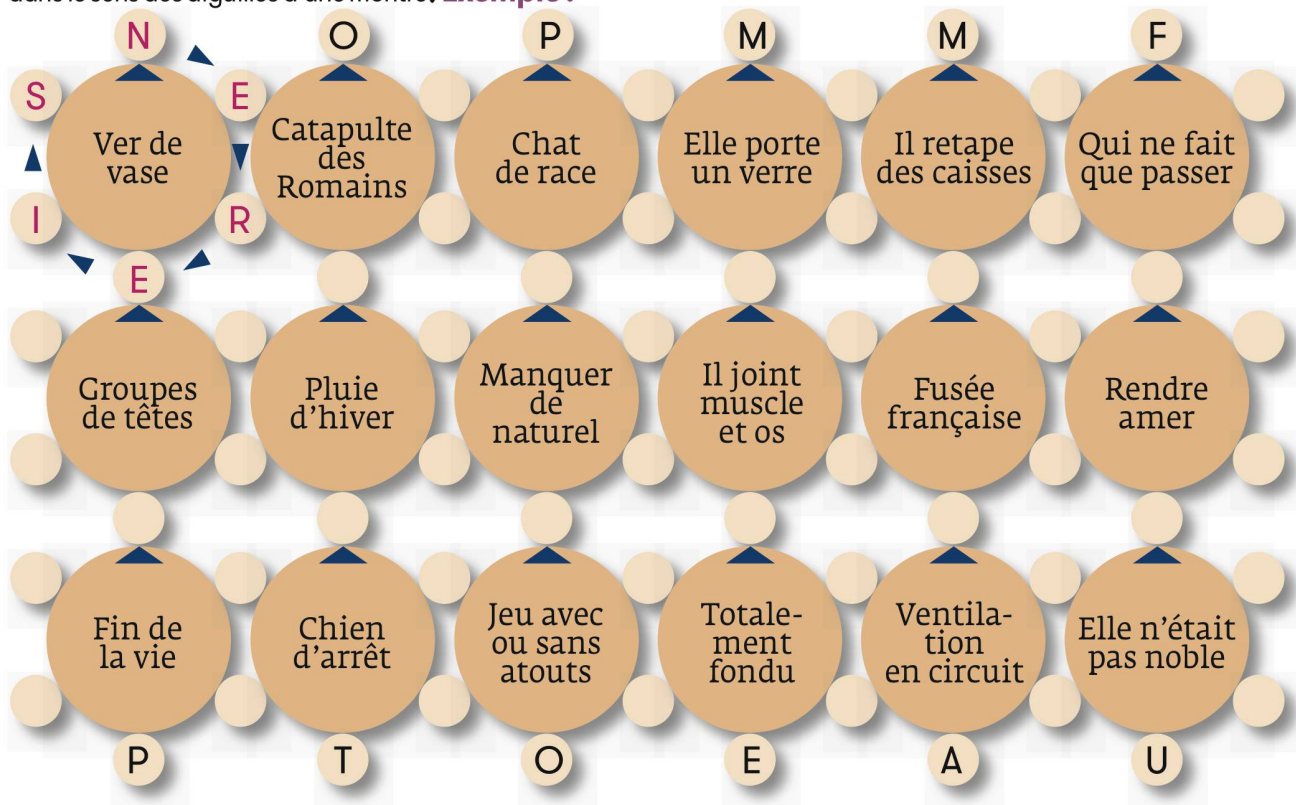 dans le sens des aiguilles d'une montre. Exemple :
N O P M M F
S E
Ver de
vase
Catapulte
des
Romains
Chat
de race
Elle porte
un verre
Il retape
des caisses
Qui ne fait
que passer
I R
E
Groupes
de têtes
Pluie
d'hiver
Manquer
de
naturel
Il joint
muscle
et os
Fusée
française
Rendre
amer
Fin de
la vie
Chien
d'arrêt
Jeu avec
ou sans
atouts
Totale-
ment
fondu
Ventila-
tion
en circuit
Elle n'était
pas noble
P T O E A U